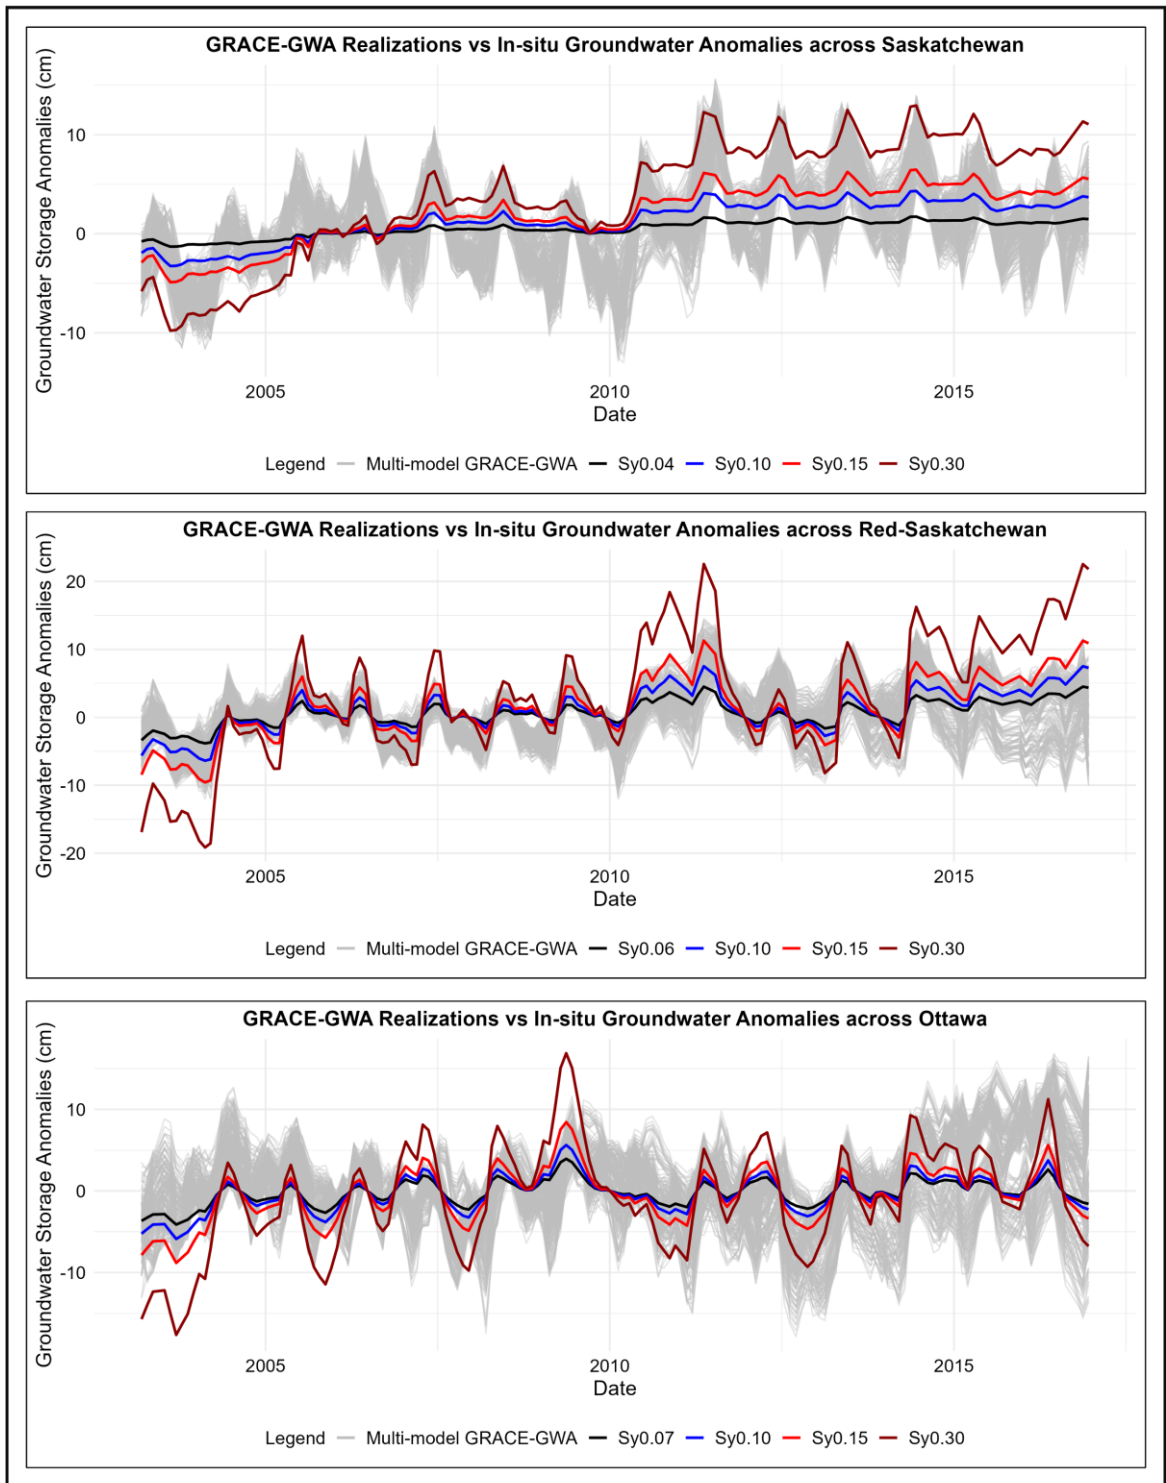 GRACE-GWA Realizations vs In-situ Groundwater Anomalies across Saskatchewan
Groundwater Storage Anomalies (cm)
10
0
-10
2005 2010 2015
Date
Legend Multi-model GRACE-GWA Sy0.04 Sy0.10 Sy0.15 Sy0.30
GRACE-GWA Realizations vs In-situ Groundwater Anomalies across Red-Saskatchewan
Groundwater Storage Anomalies (cm)
20
10
0
-10
-20
2005 2010 2015
Date
Legend Multi-model GRACE-GWA Sy0.06 Sy0.10 Sy0.15 Sy0.30
GRACE-GWA Realizations vs In-situ Groundwater Anomalies across Ottawa
Groundwater Storage Anomalies (cm)
10
0
-10
2005 2010 2015
Date
Legend Multi-model GRACE-GWA Sy0.07 Sy0.10 Sy0.15 Sy0.30